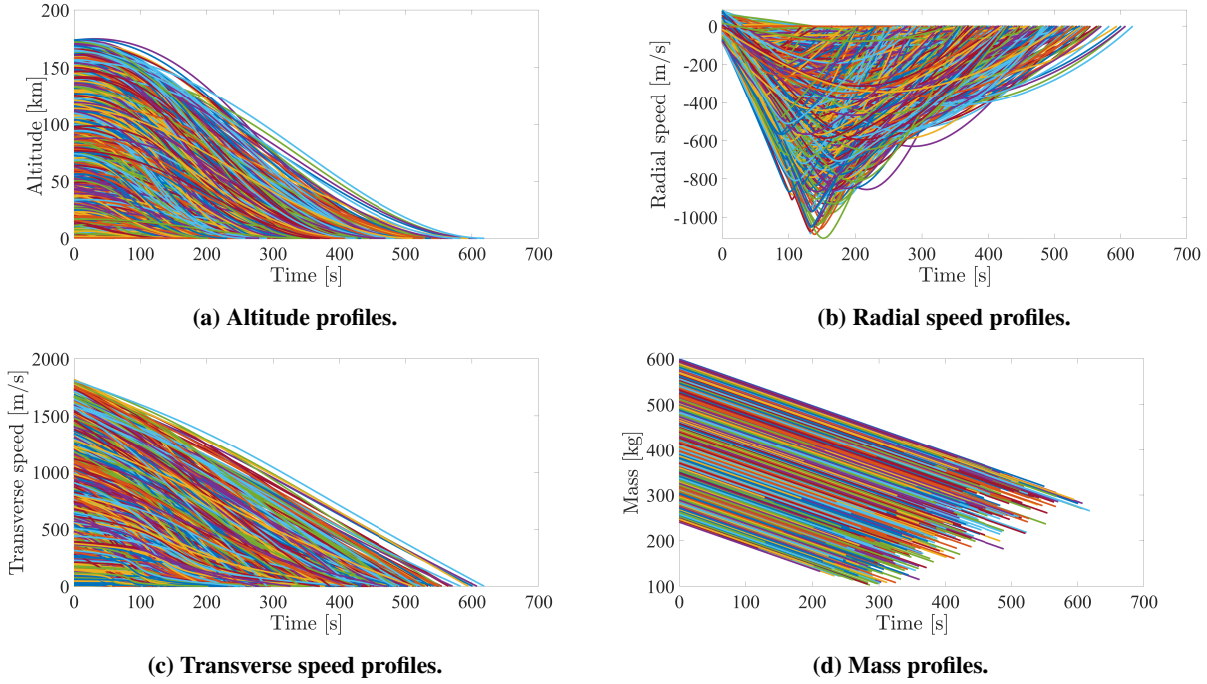 200
150
100
50
0
Altitude [km]
0 100 200 300 400 500 600 700
Time [s]
(a) Altitude profiles.
0
-200
-400
-600
-800
-1000
Radial speed [m/s]
0 100 200 300 400 500 600 700
Time [s]
(b) Radial speed profiles.
2000
1500
1000
500
0
Transverse speed [m/s]
0 100 200 300 400 500 600 700
Time [s]
(c) Transverse speed profiles.
600
500
400
300
200
100
Mass [kg]
0 100 200 300 400 500 600 700
Time [s]
(d) Mass profiles.